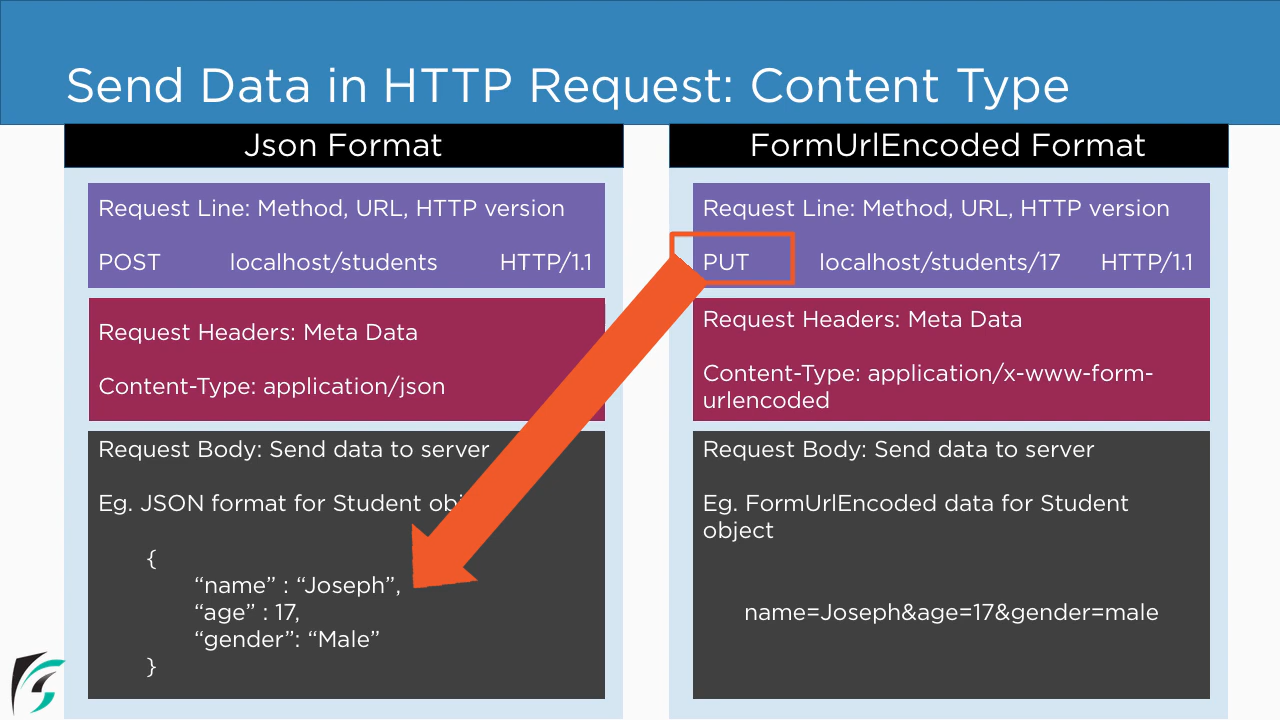 Send Data in HTTP Request: Content Type
Json Format
Request Line: Method, URL, HTTP version
POST localhost/students HTTP/1.1
Request Headers: Meta Data
Content-Type: application/json
Request Body: Send data to server
Eg. JSON format for Student
{
“name” : “Joseph”,
“age” : 17,
“gender”: “Male”
}
FormUrlEncoded Format
Request Line: Method, URL, HTTP version
PUT localhost/students/17 HTTP/1.1
Request Headers: Meta Data
Content-Type: application/x-www-form-
urlencoded
Request Body: Send data to server
Eg. FormUrlEncoded data for Student
object
name=Joseph&age=17&gender=male